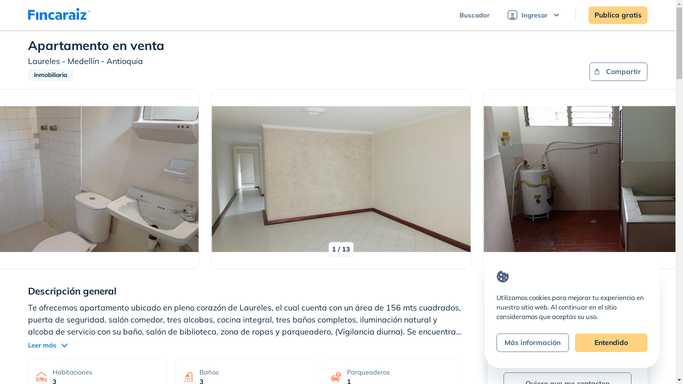 Fincaraiz
Buscador
Ingresar
Publica gratis
Apartamento en venta
Laureles - Medellín - Antioquia
Inmobiliaria
Compartir
1 / 13
Descripción general
Te ofrecemos apartamento ubicado en pleno corazón de Laureles, el cual cuenta con un área de 156 mts cuadrados,
puerta de seguridad, salón comedor, tres alcobas, cocina integral, tres baños completos, iluminación natural y
alcoba de servicio con su baño, salón de biblioteca, zona de ropas y parqueadero, (Vigilancia diurna). Se encuentra...
Leer más
Habitaciones
3
Baños
3
Parqueaderos
1
Utilizamos cookies para mejorar tu experiencia en
nuestro sitio web. Al continuar en el sitio
consideramos que aceptas su uso.
Más información
Entendido
Quiero que me contacten